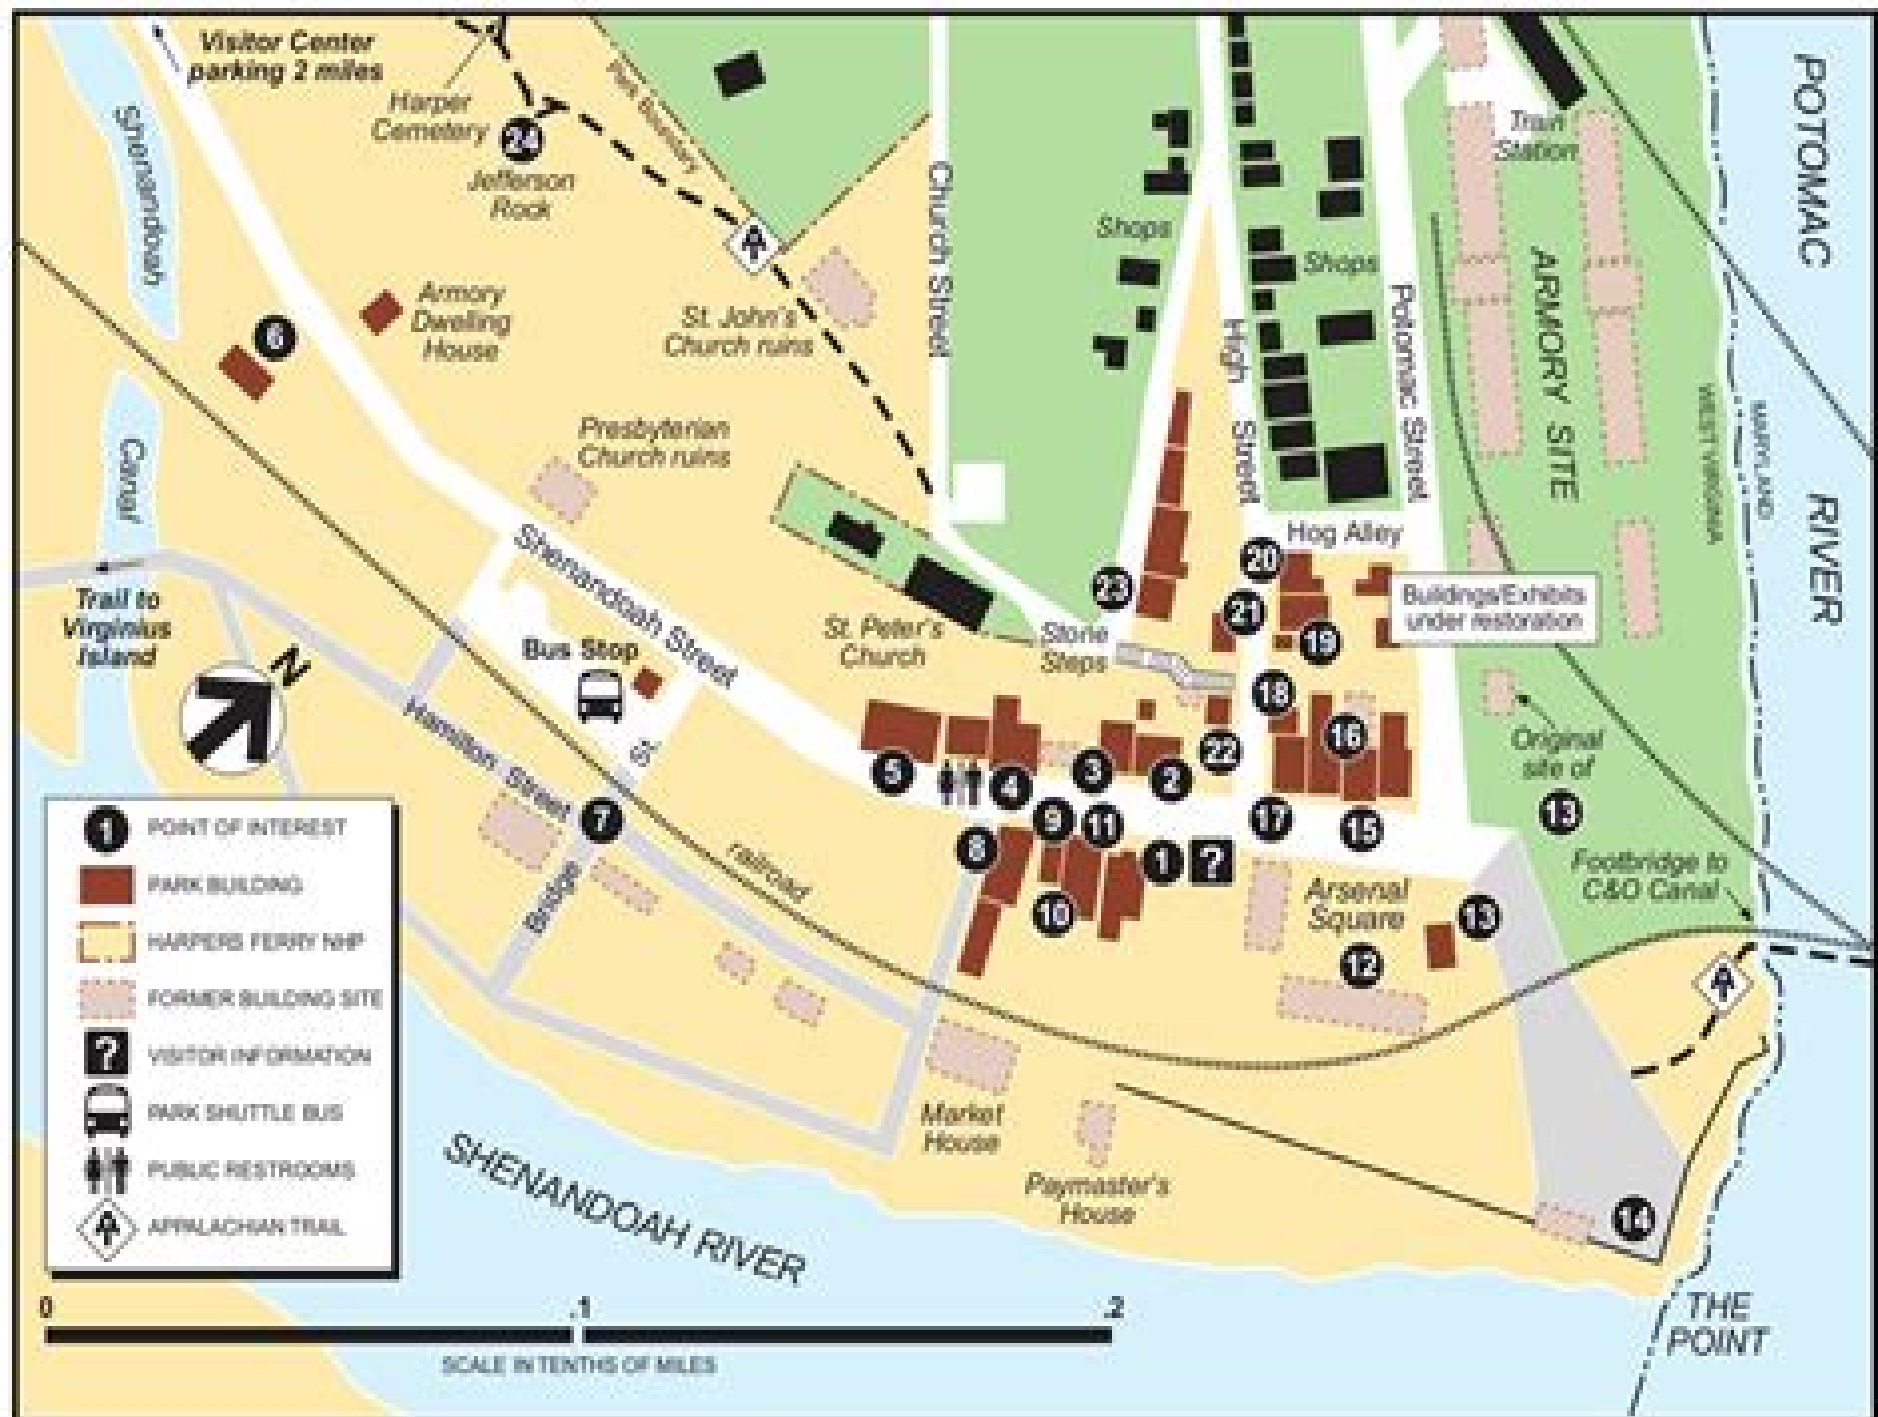 Visitor Center
parking 2 miles
Harper
Cemetery
24
Jefferson
Rock
Park Boundary
Shenandoah
Canal
6
Armory
Dwelling
House
St. John's
Church ruins
Presbyterian
Church ruins
Church Street
Shops
Shops
High Street
Potomac Street
Train
Station
ARMORY SITE
WEST VIRGINIA
MARYLAND
POTOMAC
RIVER
Hog Alley
20
23
21
19
Buildings/Exhibits
under restoration
Stone
Steps
St. Peter's
Church
Shenandoah Street
Bus Stop
Trail to
Virginius
Island
N
Hamilton Street
Bridge St.
7
railroad
18
16
22
5
4
3
2
9
11
17
15
8
1
?
10
Original
site of
13
Footbridge to
C&O Canal
Arsenal
Square
12
13
Market
House
Paymaster's
House
14
THE
POINT
SHENANDOAH RIVER
1 POINT OF INTEREST
PARK BUILDING
HARPERS FERRY NHP
FORMER BUILDING SITE
? VISITOR INFORMATION
PARK SHUTTLE BUS
PUBLIC RESTROOMS
APPALACHIAN TRAIL
0 .1 .2
SCALE IN TENTHS OF MILES